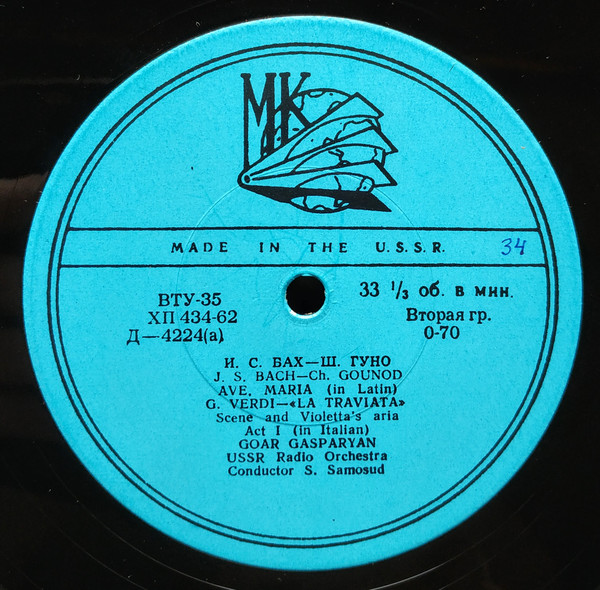 МК
MADE IN THE U.S.S.R. 34
ВТУ-35
ХП 434-62
Д—4224(а)
33 1/3 об. в мин.
Вторая гр.
0-70
И. С. БАХ—Ш. ГУНО
J. S. BACH—Ch. GOUNOD
AVE, MARIA (in Latin)
G. VERDI—«LA TRAVIATA»
Scene and Violetta's aria
Act I (in Italian)
GOAR GASPARYAN
USSR Radio Orchestra
Conductor S. Samosud